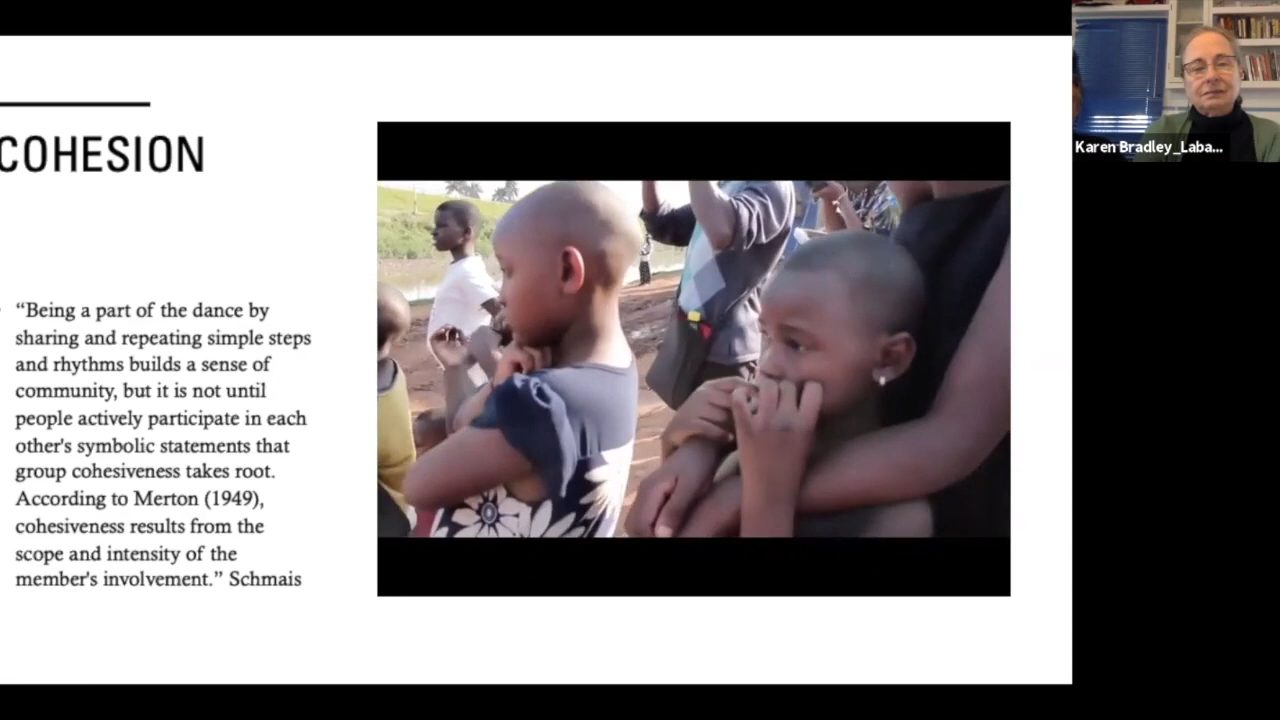 COHESION
“Being a part of the dance by
sharing and repeating simple steps
and rhythms builds a sense of
community, but it is not until
people actively participate in each
other's symbolic statements that
group cohesiveness takes root.
According to Merton (1949),
cohesiveness results from the
scope and intensity of the
member's involvement.” Schmais
Karen Bradley_Laba...